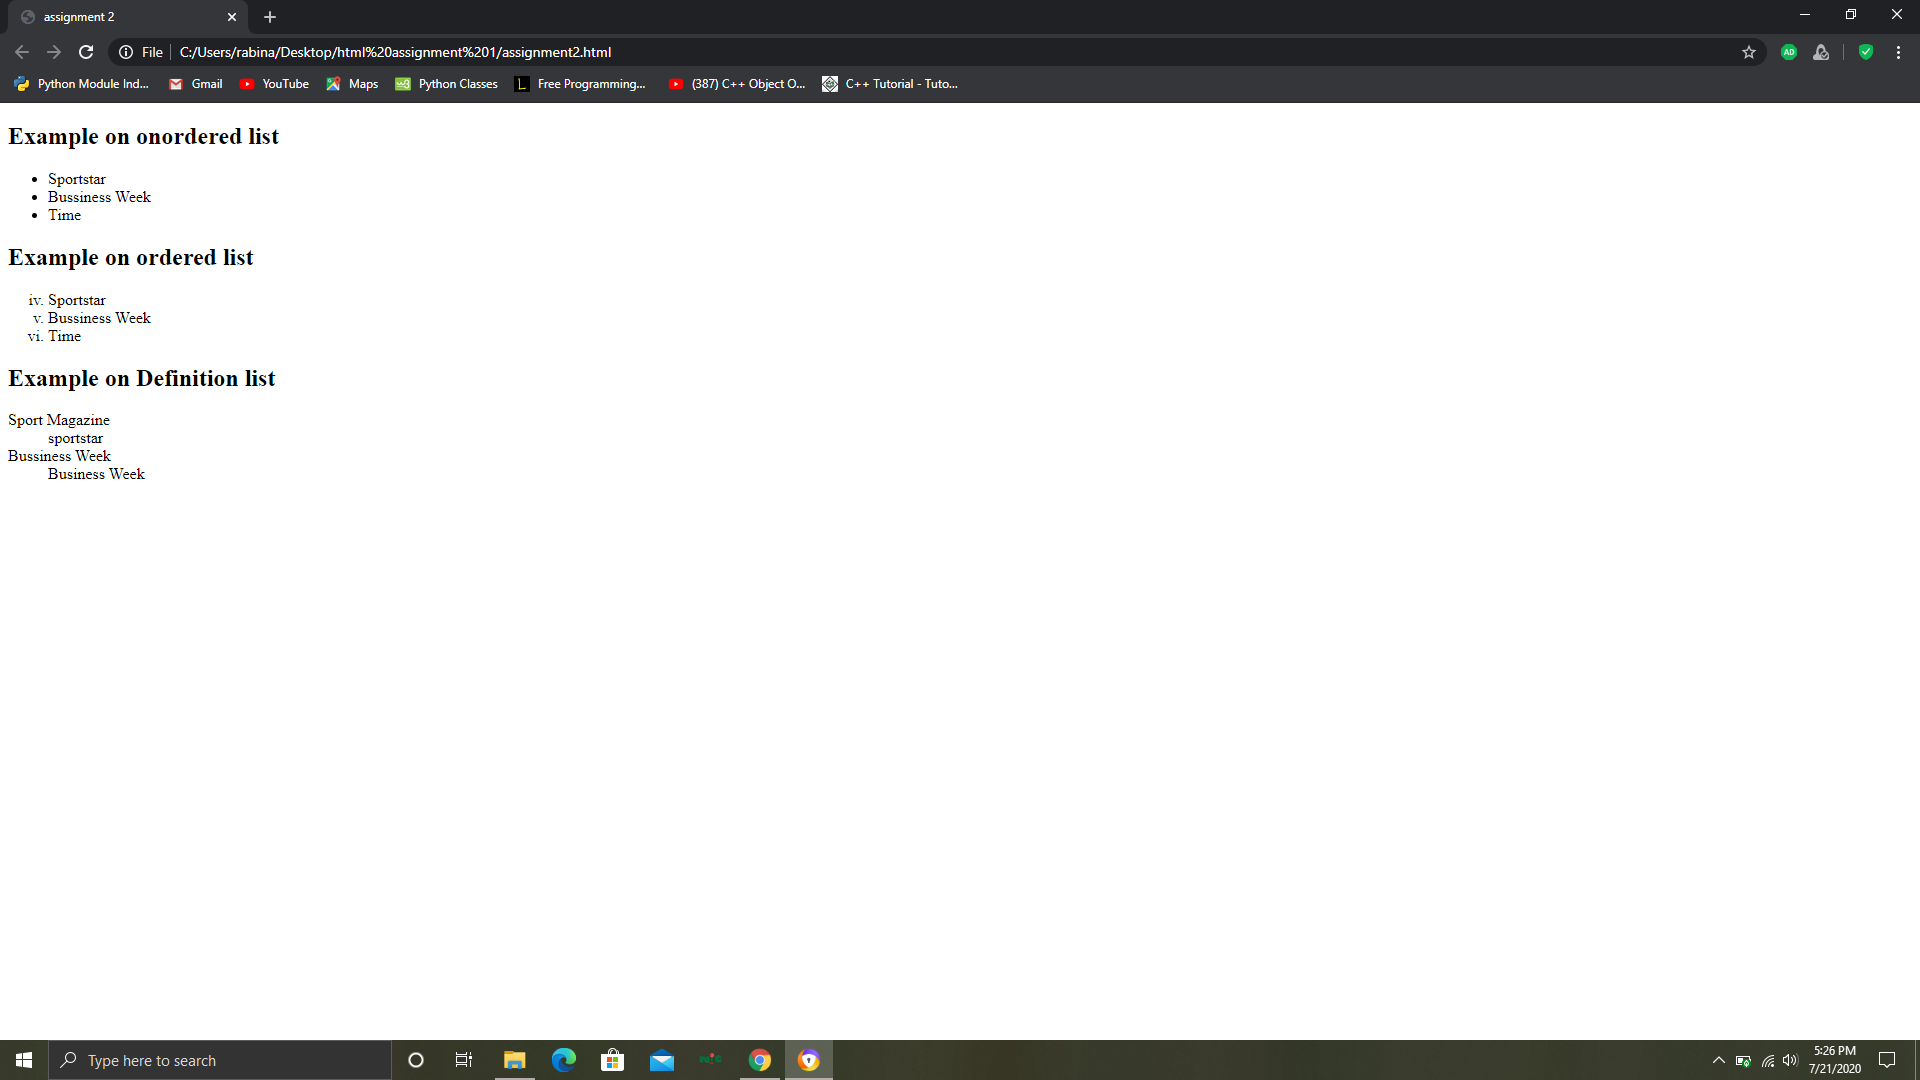 assignment 2
File
C:/Users/rabina/Desktop/html%20assignment%201/assignment2.html
AD
Python Module Ind...
Gmail
YouTube
Maps
Python Classes
Free Programming...
(387) C++ Object O...
C++ Tutorial - Tuto...
Example on onordered list
• Sportstar
• Bussiness Week
• Time
Example on ordered list
iv. Sportstar
v. Bussiness Week
vi. Time
Example on Definition list
Sport Magazine
sportstar
Bussiness Week
Business Week
Type here to search
5:26 PM
7/21/2020